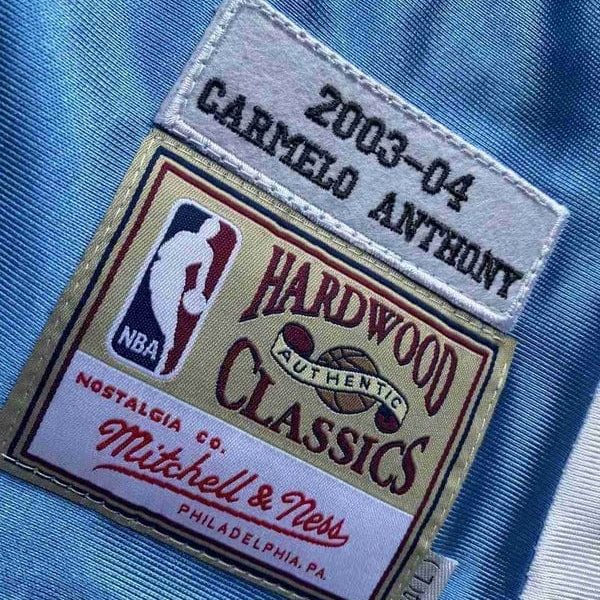 2003-04
CARMELO ANTHONY
NBA
HARDWOOD
AUTHENTIC
CLASSICS
NOSTALGIA CO.
Mitchell & Ness
PHILADELPHIA, PA.